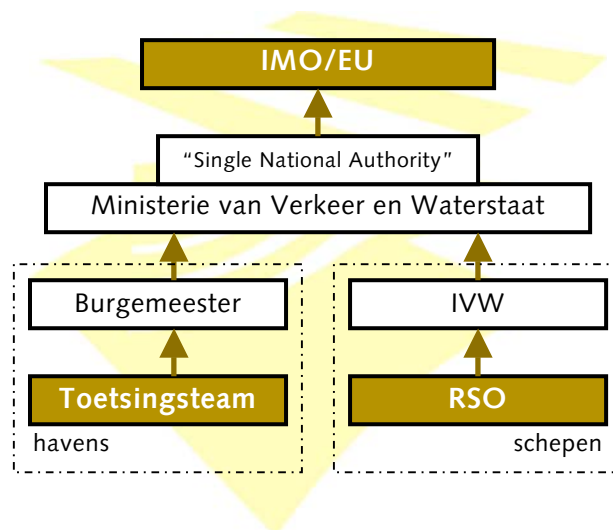 IMO/EU
“Single National Authority”
Ministerie van Verkeer en Waterstaat
Burgemeester
IVW
Toetsingsteam
RSO
havens
schepen